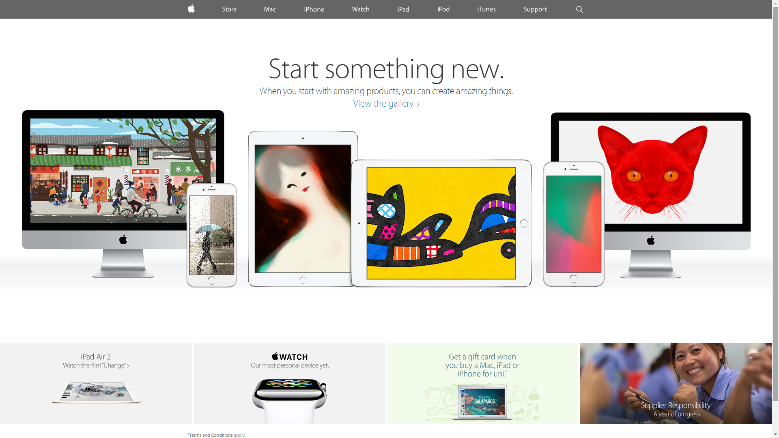 Store Mac iPhone Watch iPad iPod iTunes Support
Start something new.
When you start with amazing products, you can create amazing things.
View the gallery ›
iPad Air 2
Watch the film “Change” ›
WATCH
Our most personal device yet.
Get a gift card when
you buy a Mac, iPad or
iPhone for uni.*
Supplier Responsibility
A year of progress
*Terms and Conditions apply.